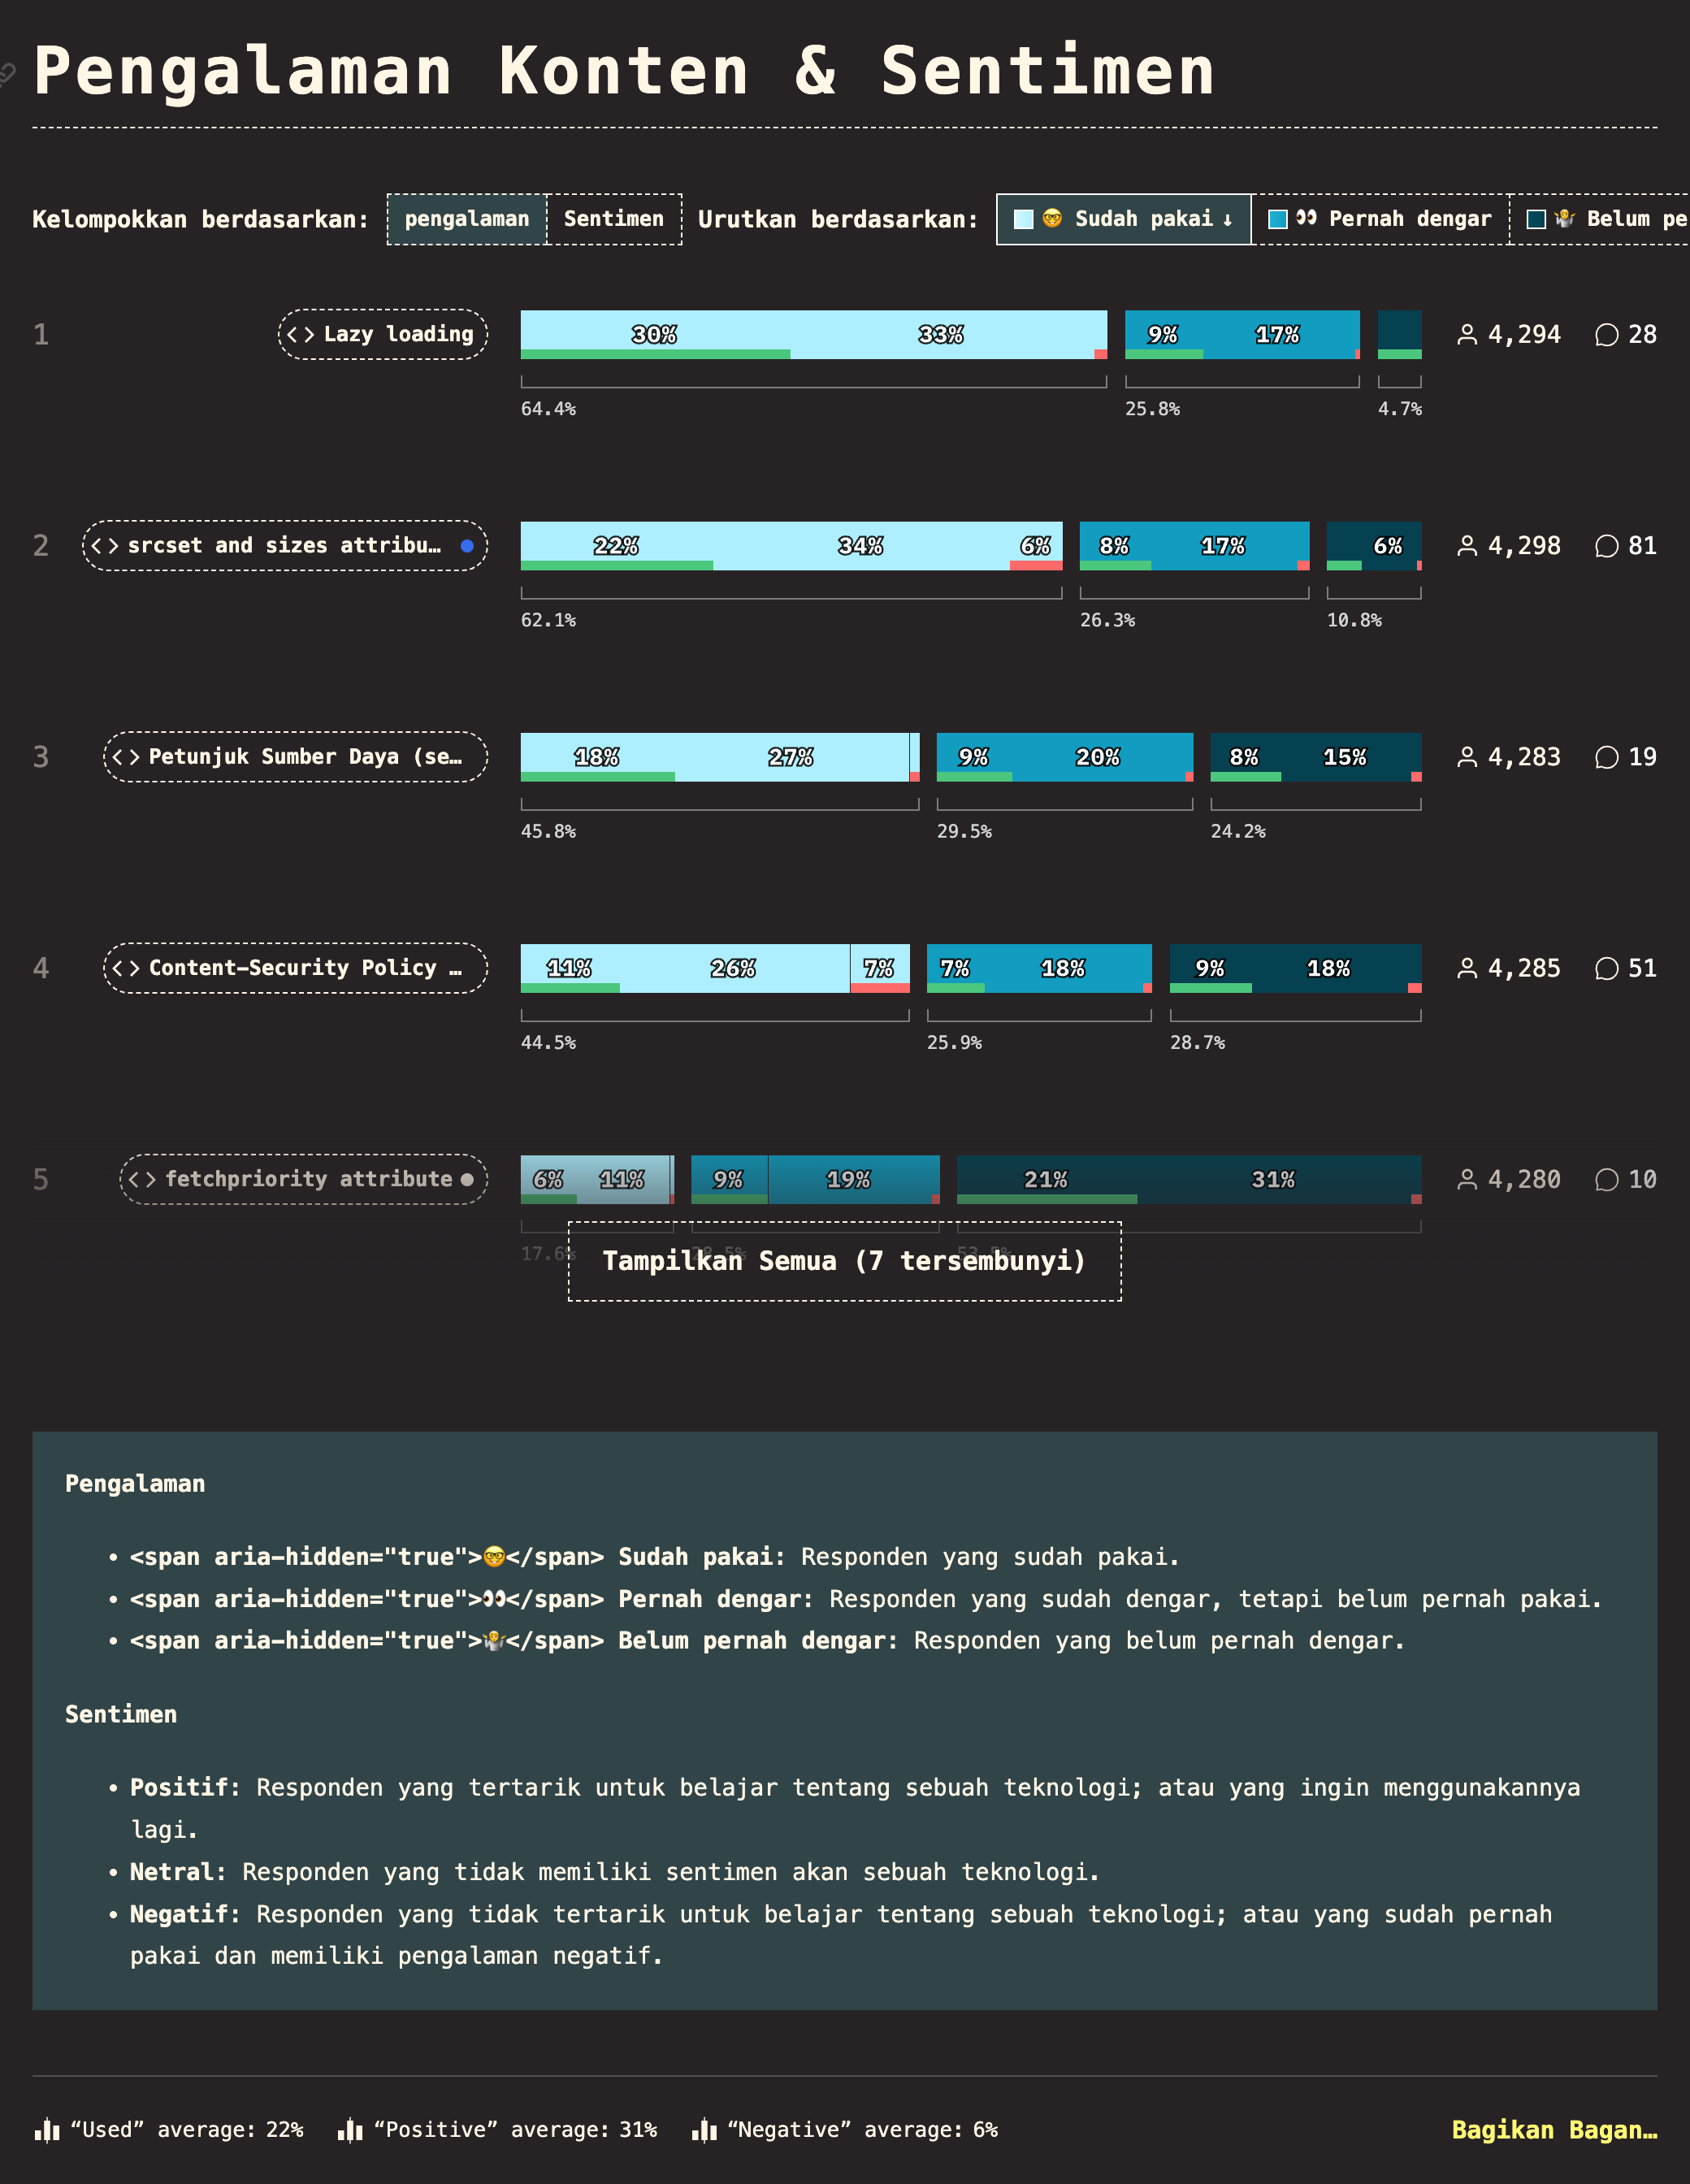 Pengalaman Konten & Sentimen
Kelompokkan berdasarkan: pengalaman Sentimen Urutkan berdasarkan: 🤓 Sudah pakai ↓ 👀 Pernah dengar 🤷 Belum pe
1 <> Lazy loading 30% 33% 9% 17% 4,294 28
64.4% 25.8% 4.7%
2 <> srcset and sizes attribu… 22% 34% 6% 8% 17% 6% 4,298 81
62.1% 26.3% 10.8%
3 <> Petunjuk Sumber Daya (se… 18% 27% 9% 20% 8% 15% 4,283 19
45.8% 29.5% 24.2%
4 <> Content-Security Policy … 11% 26% 7% 7% 18% 9% 18% 4,285 51
44.5% 25.9% 28.7%
5 <> fetchpriority attribute 6% 11% 9% 19% 21% 31% 4,280 10
17.6% 28.5% 53.5%
Tampilkan Semua (7 tersembunyi)
Pengalaman
• <span aria-hidden="true">🤓</span> Sudah pakai: Responden yang sudah pakai.
• <span aria-hidden="true">👀</span> Pernah dengar: Responden yang sudah dengar, tetapi belum pernah pakai.
• <span aria-hidden="true">🤷</span> Belum pernah dengar: Responden yang belum pernah dengar.
Sentimen
• Positif: Responden yang tertarik untuk belajar tentang sebuah teknologi; atau yang ingin menggunakannya
lagi.
• Netral: Responden yang tidak memiliki sentimen akan sebuah teknologi.
• Negatif: Responden yang tidak tertarik untuk belajar tentang sebuah teknologi; atau yang sudah pernah
pakai dan memiliki pengalaman negatif.
“Used” average: 22% “Positive” average: 31% “Negative” average: 6% Bagikan Bagan…